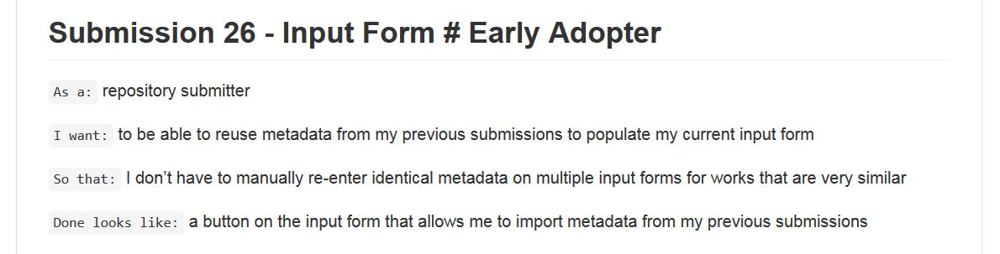 Submission 26 - Input Form # Early Adopter
As a: repository submitter
I want: to be able to reuse metadata from my previous submissions to populate my current input form
So that: I don’t have to manually re-enter identical metadata on multiple input forms for works that are very similar
Done looks like: a button on the input form that allows me to import metadata from my previous submissions